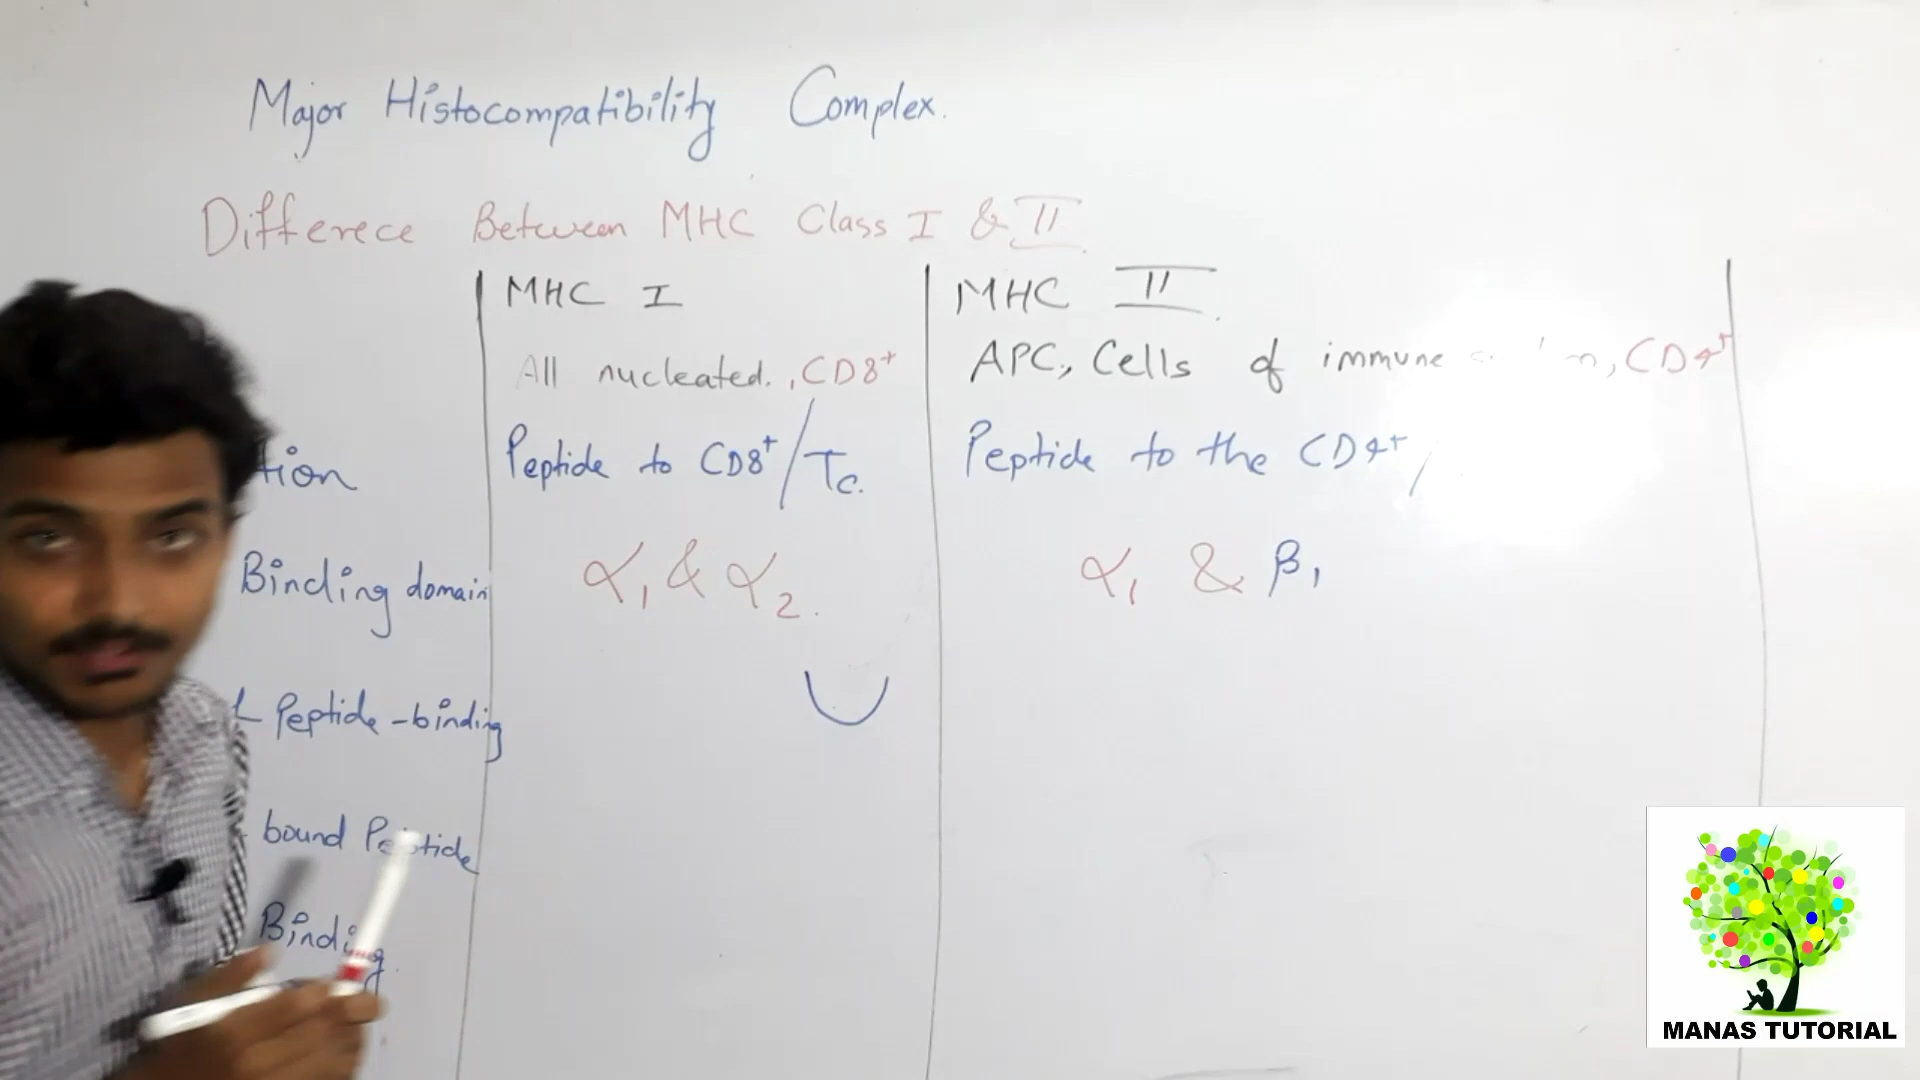 Major Histocompatibility Complex.
Differece Between MHC Class I & II
MHC I
MHC II
All nucleated, CD8+
APC, Cells of immune , CD4+
tion
Peptide to CD8+/Tc.
Peptide to the CD4+/
Binding domain
α1 & α2.
α1 & β1
Peptide-binding
bound Peptide
Binding
MANAS TUTORIAL